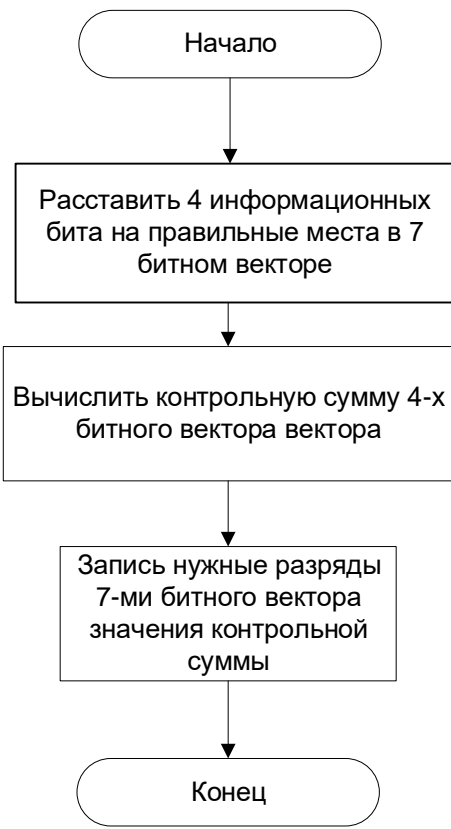 Начало
Расставить 4 информационных
бита на правильные места в 7
битном векторе
Вычислить контрольную сумму 4-х
битного вектора вектора
Запись нужные разряды
7-ми битного вектора
значения контрольной
суммы
Конец